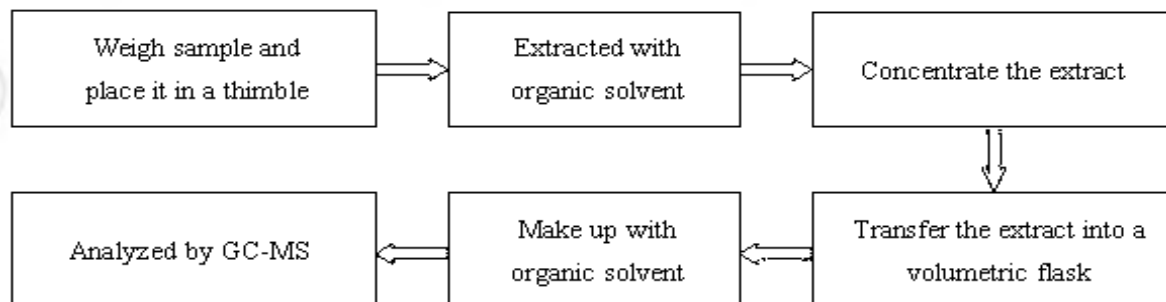 Weigh sample and
place it in a thimble
Extracted with
organic solvent
Concentrate the extract
Transfer the extract into a
volumetric flask
Make up with
organic solvent
Analyzed by GC-MS